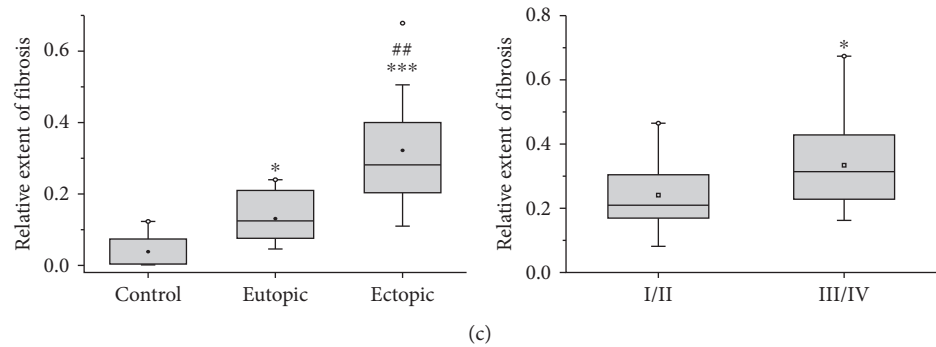 Relative extent of fibrosis
0.6
0.4
0.2
0.0
##
***
*
Control Eutopic Ectopic
Relative extent of fibrosis
0.8
0.6
0.4
0.2
0.0
*
I/II III/IV
(c)